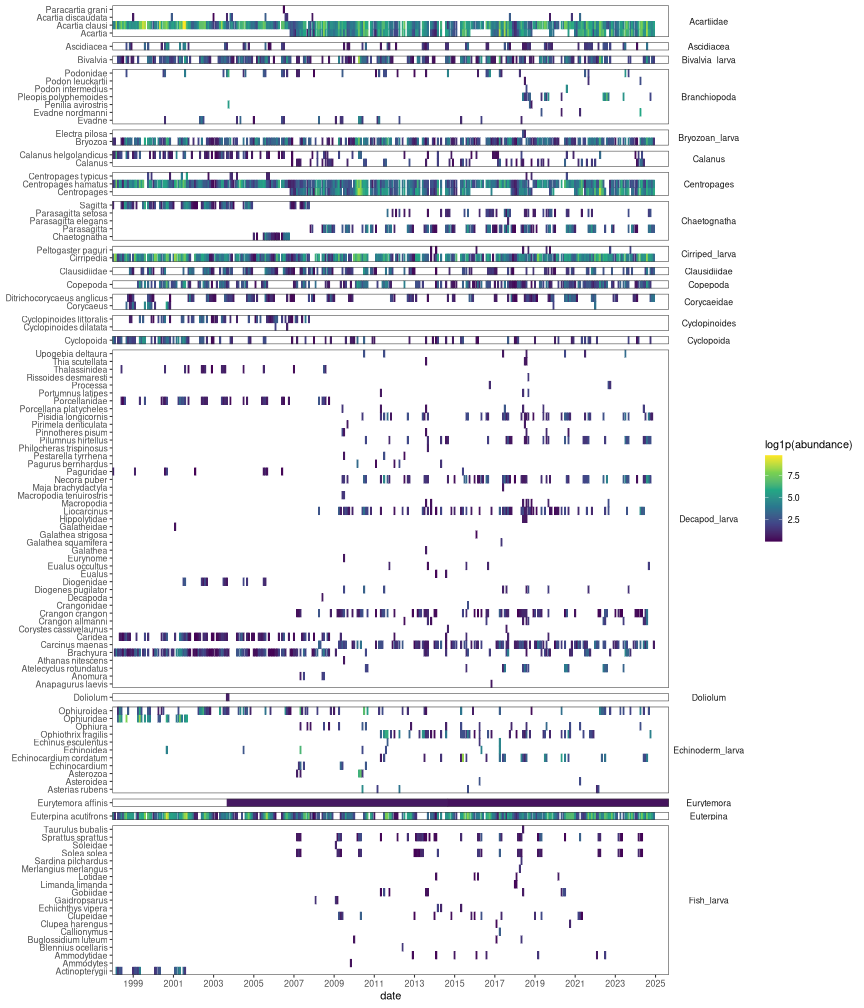 Paracartia grani
Acartia discaudata
Acartia clausi
Acartia
Acartiidae
Ascidiacea
Ascidiacea
Bivalvia
Bivalvia_larva
Podonidae
Podon leuckartii
Podon intermedius
Pleopis polyphemoides
Penilia avirostris
Evadne nordmanni
Evadne
Branchiopoda
Electra pilosa
Bryozoa
Bryozoan_larva
Calanus helgolandicus
Calanus
Calanus
Centropages typicus
Centropages hamatus
Centropages
Centropages
Sagitta
Parasagitta setosa
Parasagitta elegans
Parasagitta
Chaetognatha
Chaetognatha
Peltogaster paguri
Cirripedia
Cirriped_larva
Clausidiidae
Clausidiidae
Copepoda
Copepoda
Ditrichocorycaeus anglicus
Corycaeus
Corycaeidae
Cyclopinoides littoralis
Cyclopinoides dilatata
Cyclopinoides
Cyclopoida
Cyclopoida
Upogebia deltaura
Thia scutellata
Thalassinidea
Rissoides desmaresti
Processa
Portumnus latipes
Porcellanidae
Porcellana platycheles
Pisidia longicornis
Pirimela denticulata
Pinnotheres pisum
Pilumnus hirtellus
Philocheras trispinosus
Pestarella tyrrhena
Pagurus bernhardus
Paguridae
Necora puber
Maja brachydactyla
Macropodia tenuirostris
Macropodia
Liocarcinus
Hippolytidae
Galatheidae
Galathea strigosa
Galathea squamifera
Galathea
Eurynome
Eualus occultus
Eualus
Diogenidae
Diogenes pugilator
Decapoda
Crangonidae
Crangon crangon
Crangon allmanni
Corystes cassivelaunus
Caridea
Carcinus maenas
Brachyura
Athanas nitescens
Atelecyclus rotundatus
Anomura
Anapagurus laevis
Decapod_larva
Doliolum
Doliolum
Ophiuroidea
Ophiuridae
Ophiura
Ophiothrix fragilis
Echinus esculentus
Echinoidea
Echinocardium cordatum
Echinocardium
Asterozoa
Asteroidea
Asterias rubens
Echinoderm_larva
Eurytemora affinis
Eurytemora
Euterpina acutifrons
Euterpina
Taurulus bubalis
Sprattus sprattus
Soleidae
Solea solea
Sardina pilchardus
Merlangius merlangus
Lotidae
Limanda limanda
Gobiidae
Gaidropsarus
Echiichthys vipera
Clupeidae
Clupea harengus
Callionymus
Buglossidium luteum
Blennius ocellaris
Ammodytidae
Ammodytes
Actinopterygii
Fish_larva
1999 2001 2003 2005 2007 2009 2011 2013 2015 2017 2019 2021 2023 2025
date
log1p(abundance)
7.5
5.0
2.5